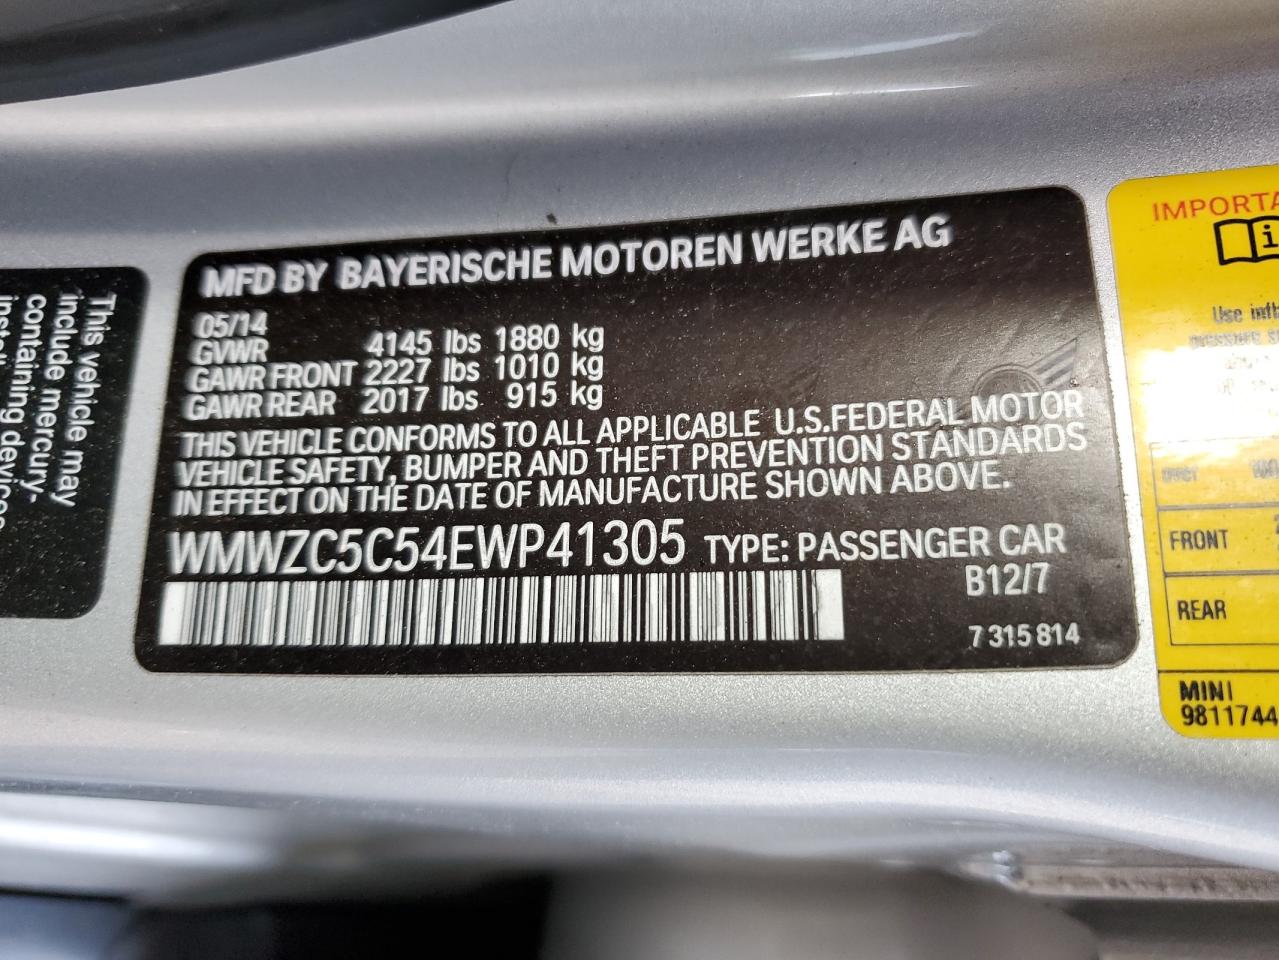 This vehicle may
include mercury-
containing devices
MFD BY BAYERISCHE MOTOREN WERKE AG
05/14
GVWR 4145 lbs 1880 kg
GAWR FRONT 2227 lbs 1010 kg
GAWR REAR 2017 lbs 915 kg
THIS VEHICLE CONFORMS TO ALL APPLICABLE U.S.FEDERAL MOTOR
VEHICLE SAFETY, BUMPER AND THEFT PREVENTION STANDARDS
IN EFFECT ON THE DATE OF MANUFACTURE SHOWN ABOVE.
WMWZC5C54EWP41305 TYPE: PASSENGER CAR
B12/7
7 315 814
IMPORTA
i
Use infl
FRONT
REAR
MINI
9811744